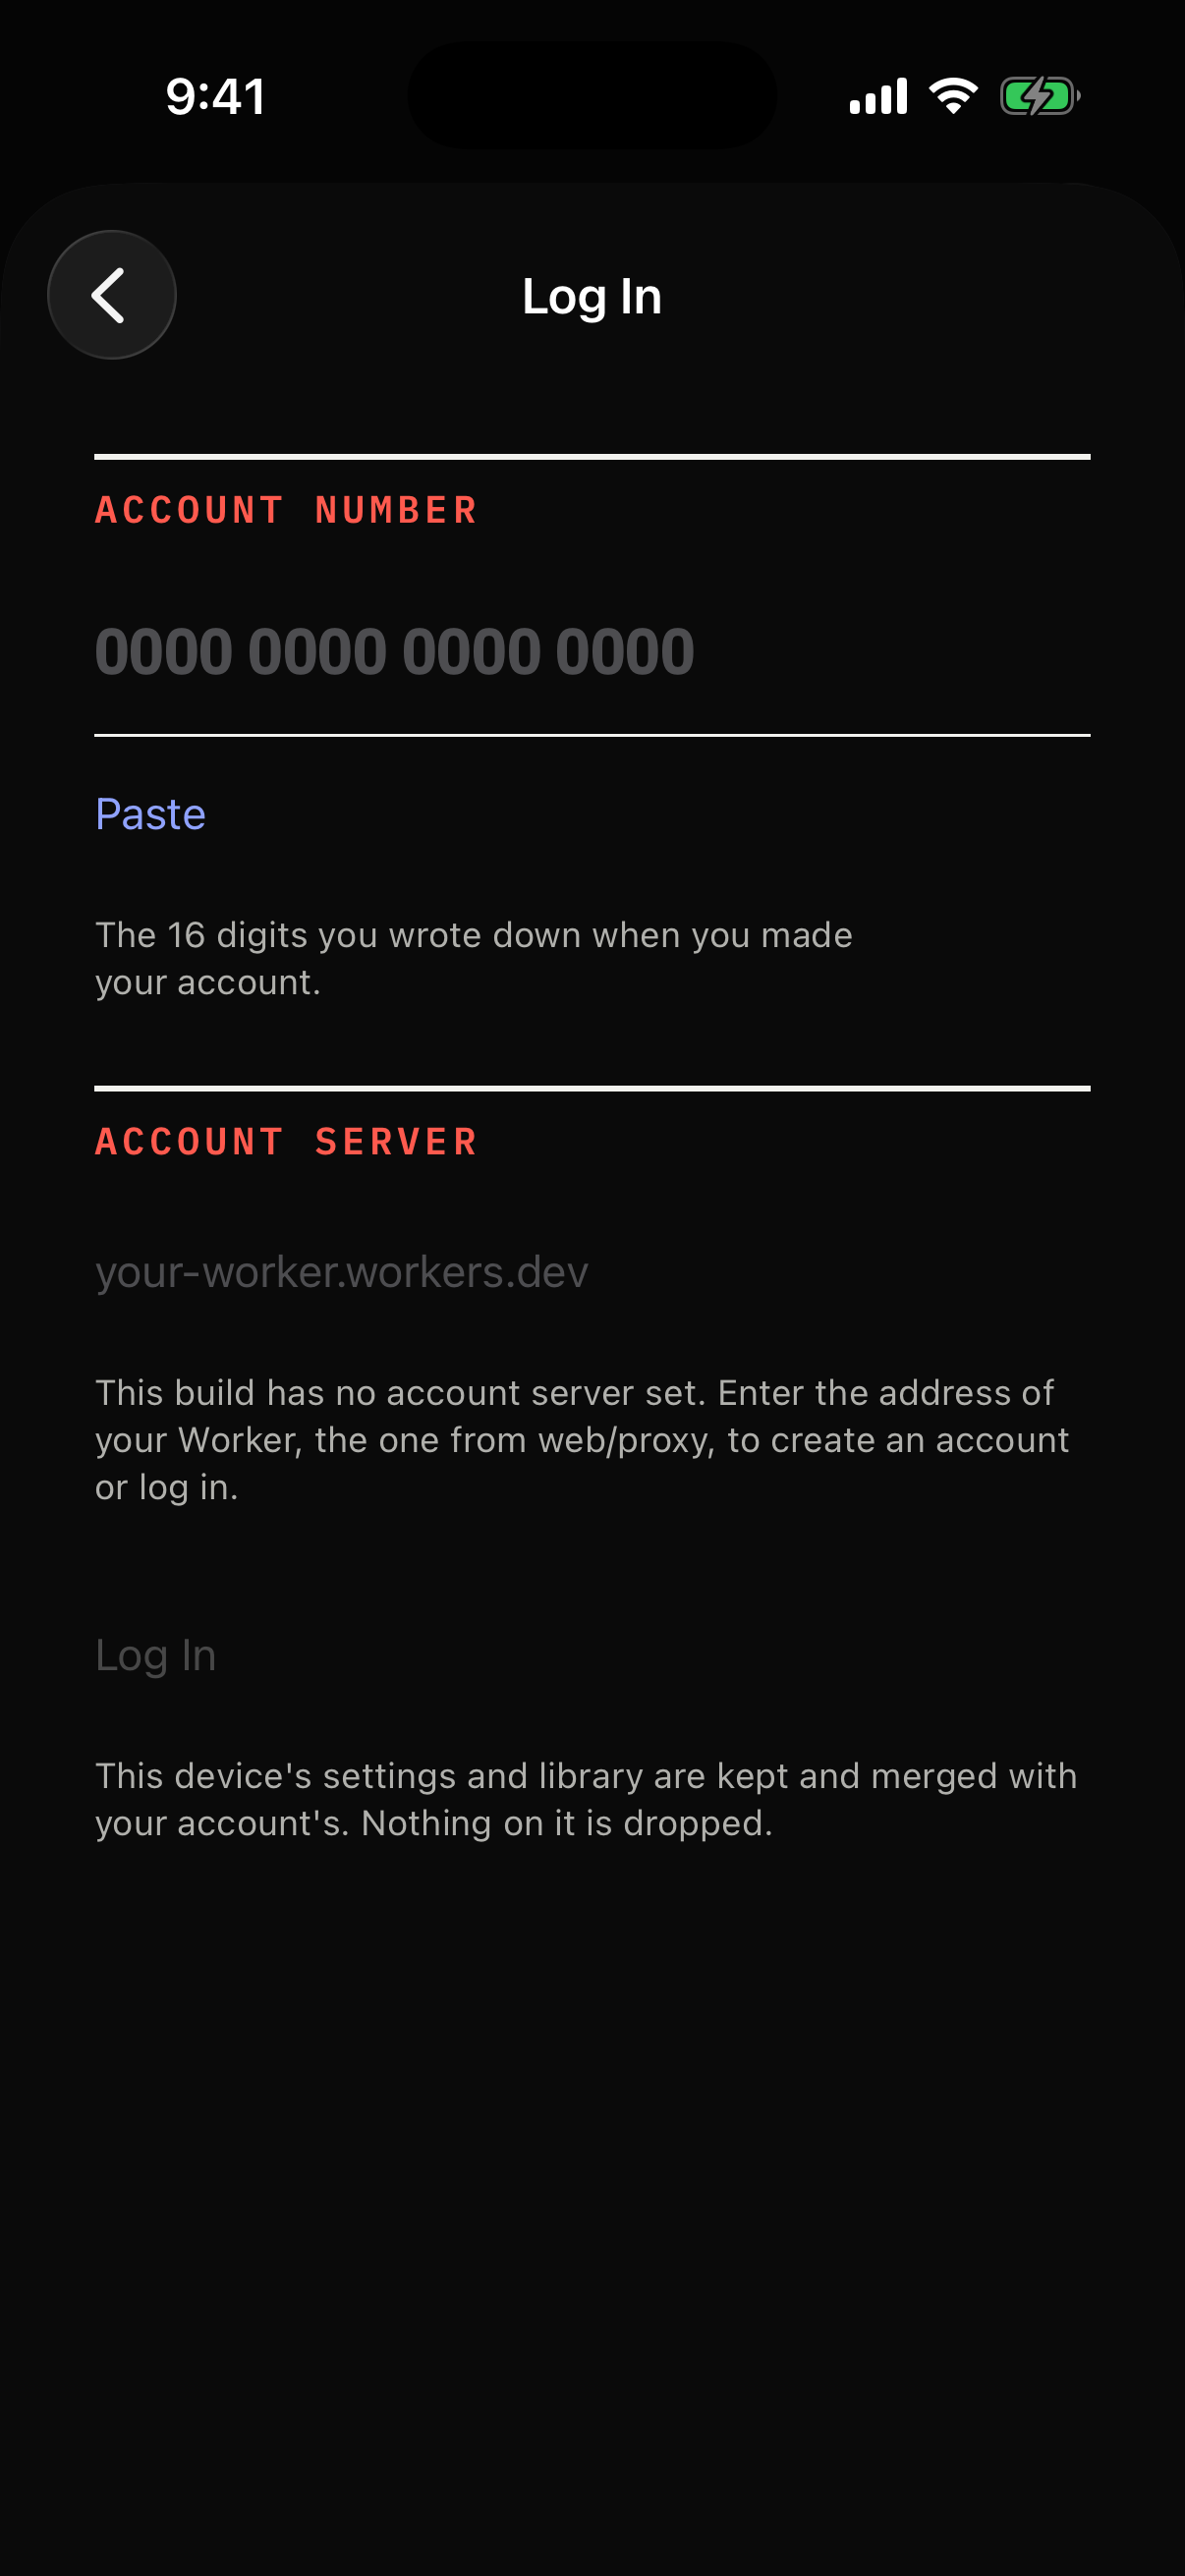 9:41
Log In
ACCOUNT NUMBER
0000 0000 0000 0000
Paste
The 16 digits you wrote down when you made
your account.
ACCOUNT SERVER
your-worker.workers.dev
This build has no account server set. Enter the address of
your Worker, the one from web/proxy, to create an account
or log in.
Log In
This device's settings and library are kept and merged with
your account's. Nothing on it is dropped.